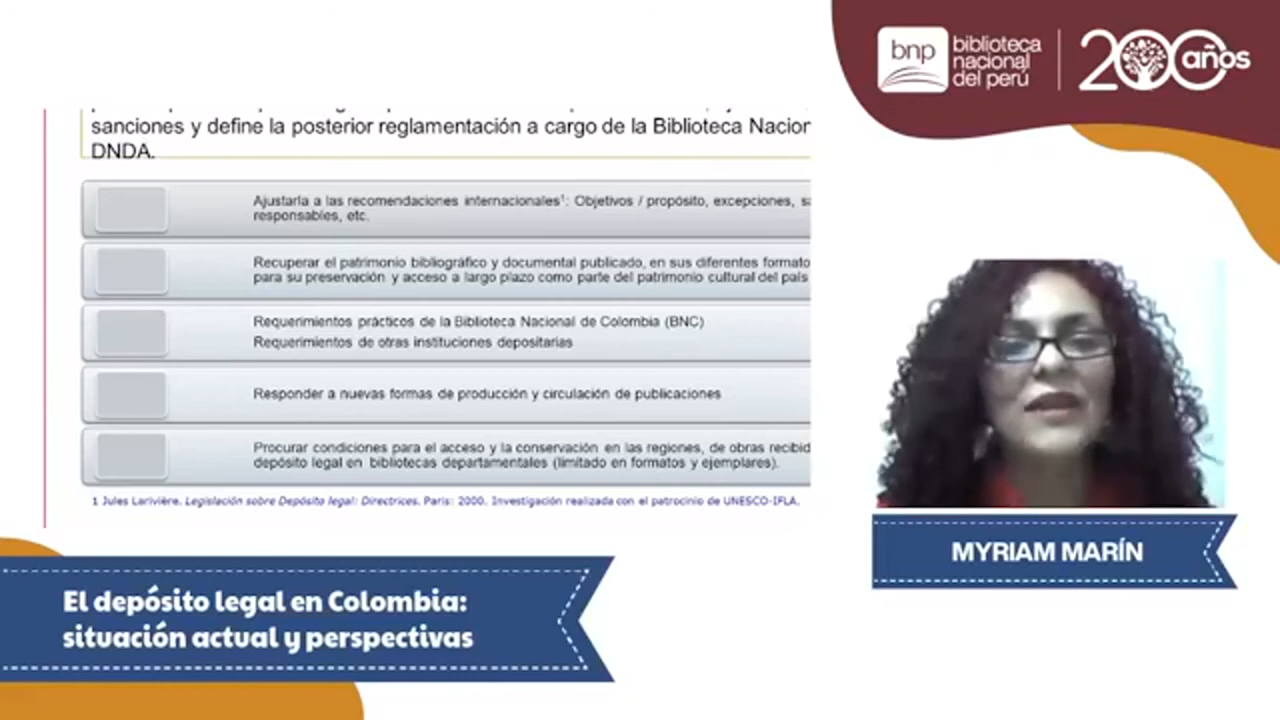 bnp
biblioteca
nacional
del perú
200 años
sanciones y define la posterior reglamentación a cargo de la Biblioteca Nacion
DNDA.
Ajustarla a las recomendaciones internacionales¹: Objetivos / propósito, excepciones, sa
responsables, etc.
Recuperar el patrimonio bibliográfico y documental publicado, en sus diferentes formato
para su preservación y acceso a largo plazo como parte del patrimonio cultural del país
Requerimientos prácticos de la Biblioteca Nacional de Colombia (BNC)
Requerimientos de otras instituciones depositarias
Responder a nuevas formas de producción y circulación de publicaciones
Procurar condiciones para el acceso y la conservación en las regiones, de obras recibid
depósito legal en bibliotecas departamentales (limitado en formatos y ejemplares).
1 Jules Larivière. Legislación sobre Depósito legal: Directrices. Paris: 2000. Investigación realizada con el patrocinio de UNESCO-IFLA.
MYRIAM MARÍN
El depósito legal en Colombia:
situación actual y perspectivas